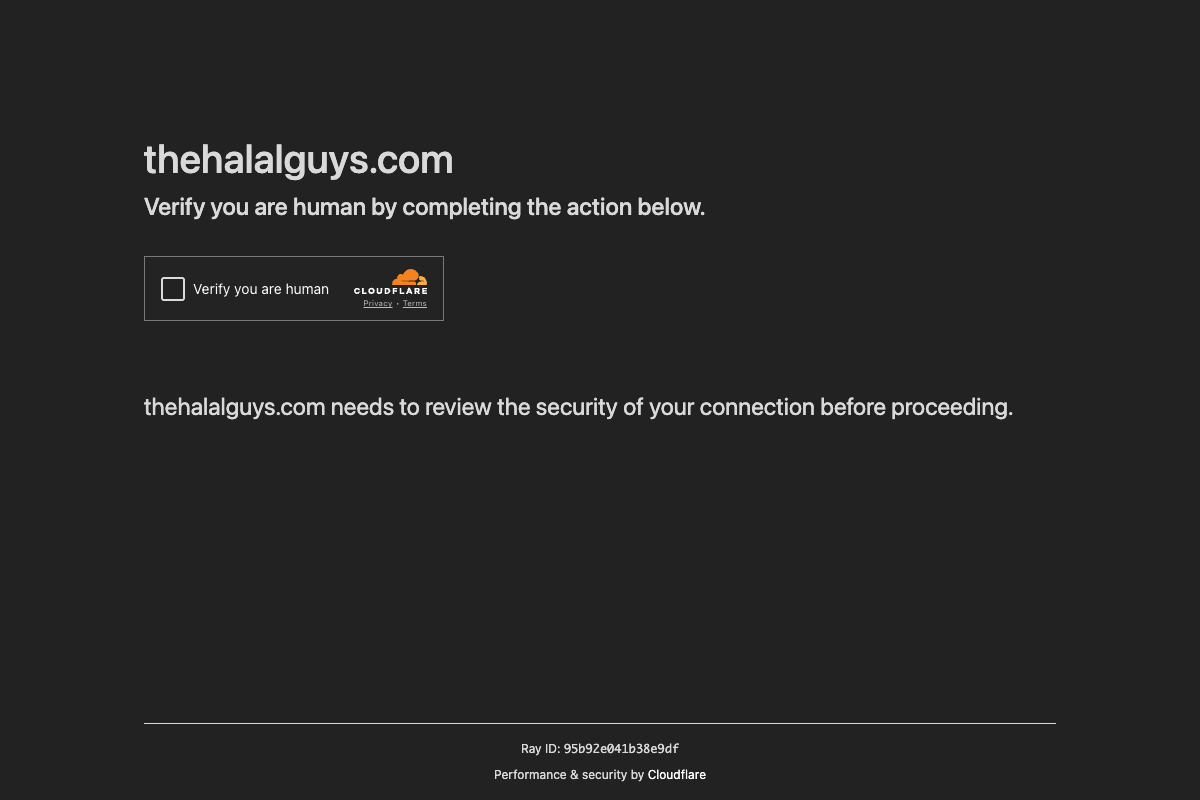 thehalalguys.com
Verify you are human by completing the action below.
Verify you are human
CLOUDFLARE
Privacy • Terms
thehalalguys.com needs to review the security of your connection before proceeding.
Ray ID: 95b92e041b38e9df
Performance & security by Cloudflare